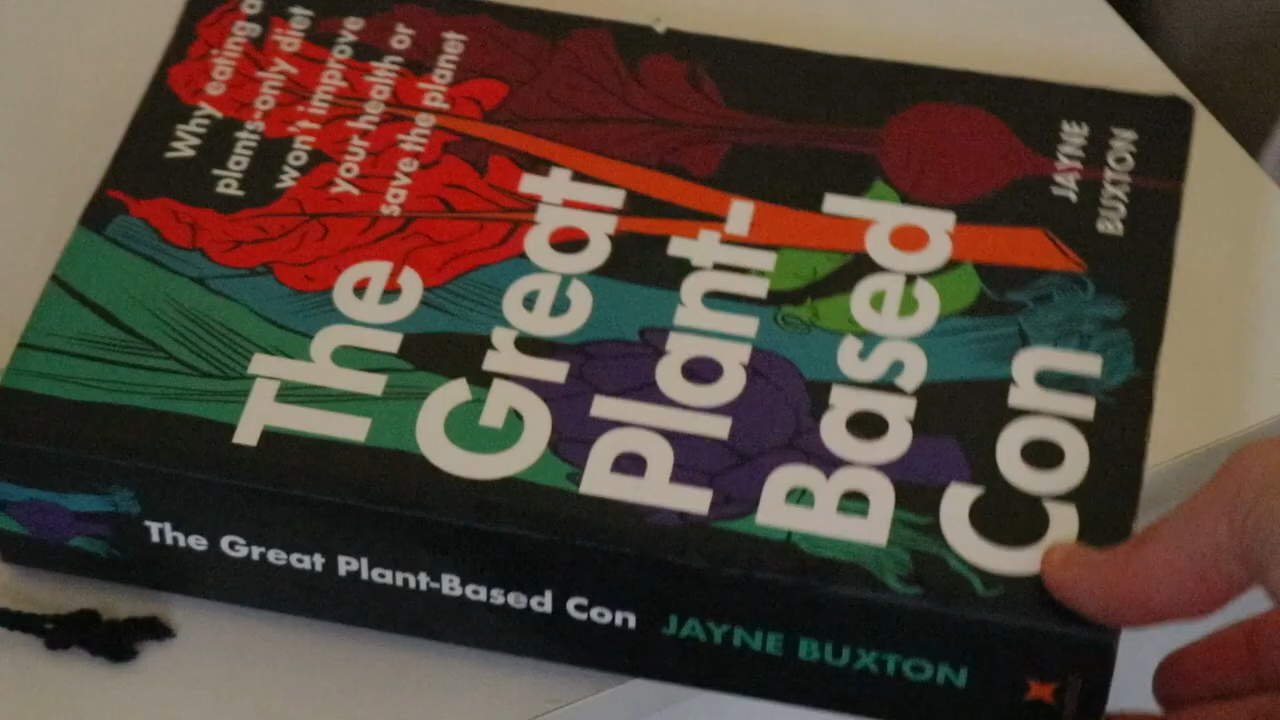 Why eating a
plants-only diet
won't improve
your health or
save the planet
The
Great
Plant-
Based
Con
JAYNE
BUXTON
The Great Plant-Based Con JAYNE BUXTON